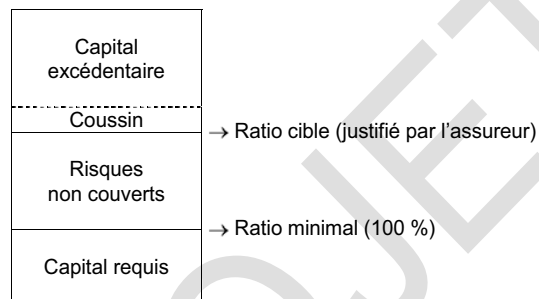 Capital
excédentaire
Coussin
→ Ratio cible (justifié par l'assureur)
Risques
non couverts
→ Ratio minimal (100 %)
Capital requis